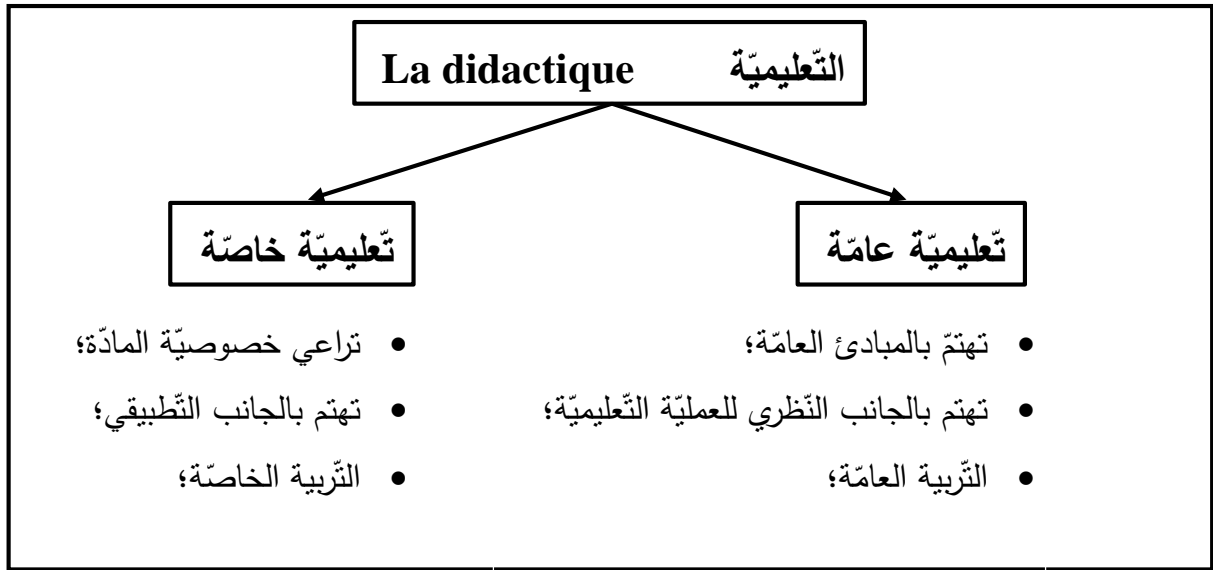 التّعليميّة La didactique
تّعليميّة عامّة
• تهتمّ بالمبادئ العامّة؛
• تهتم بالجانب النّظري للعمليّة التّعليميّة؛
• التّربية العامّة؛
تّعليميّة خاصّة
• تراعي خصوصيّة المادّة؛
• تهتم بالجانب التّطبيقي؛
• التّربية الخاصّة؛